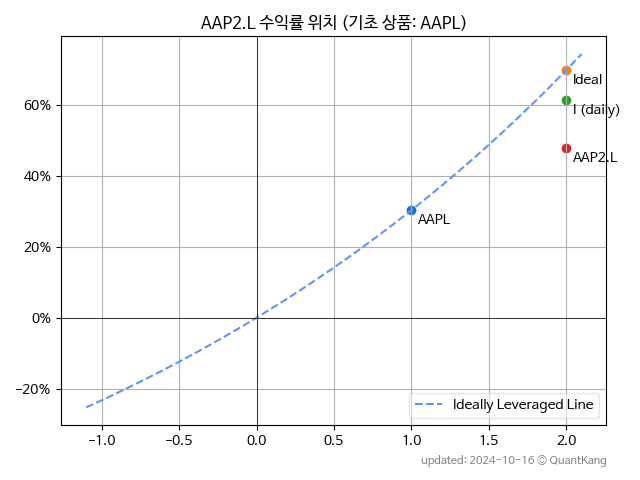 AAP2.L 수익률 위치 (기초 상품: AAPL)
Ideal
60%
I (daily)
AAP2.L
40%
AAPL
20%
0%
−20%
Ideally Leveraged Line
−1.0 −0.5 0.0 0.5 1.0 1.5 2.0
updated: 2024-10-16 © QuantKang